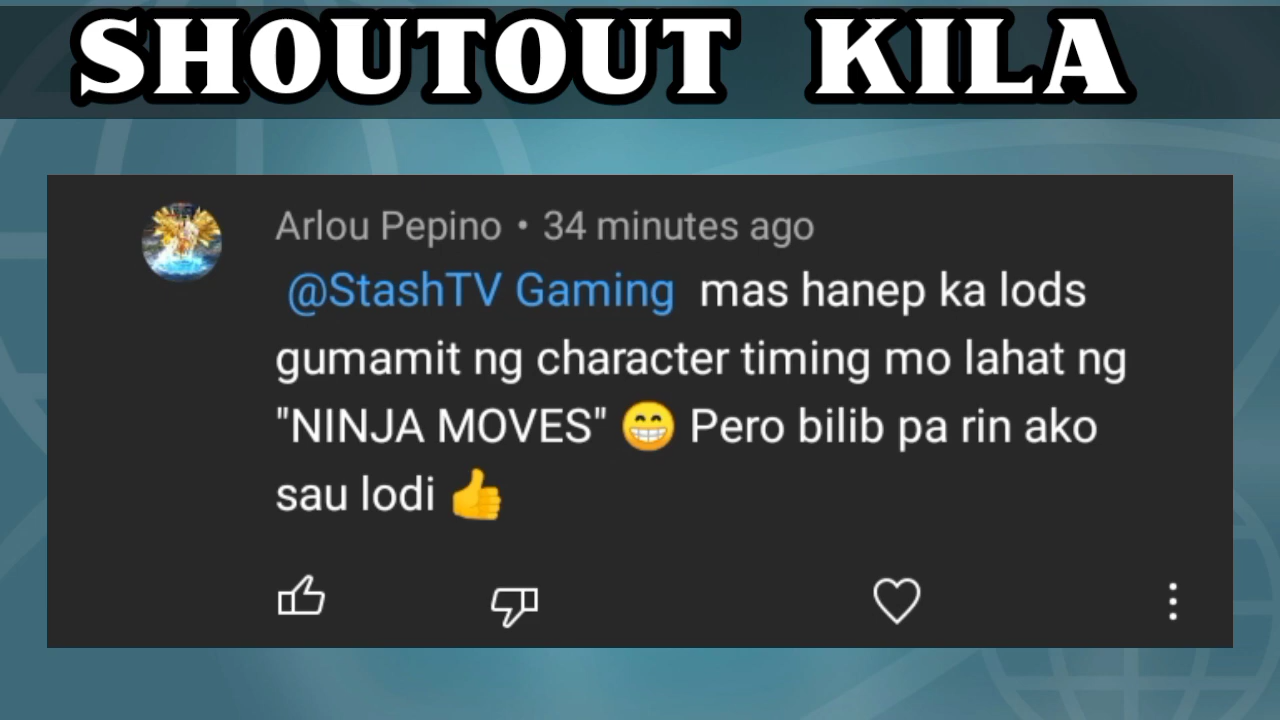 SHOUTOUT KILA
Arlou Pepino • 34 minutes ago
@StashTV Gaming mas hanep ka lods
gumamit ng character timing mo lahat ng
"NINJA MOVES" 😁 Pero bilib pa rin ako
sau lodi 👍